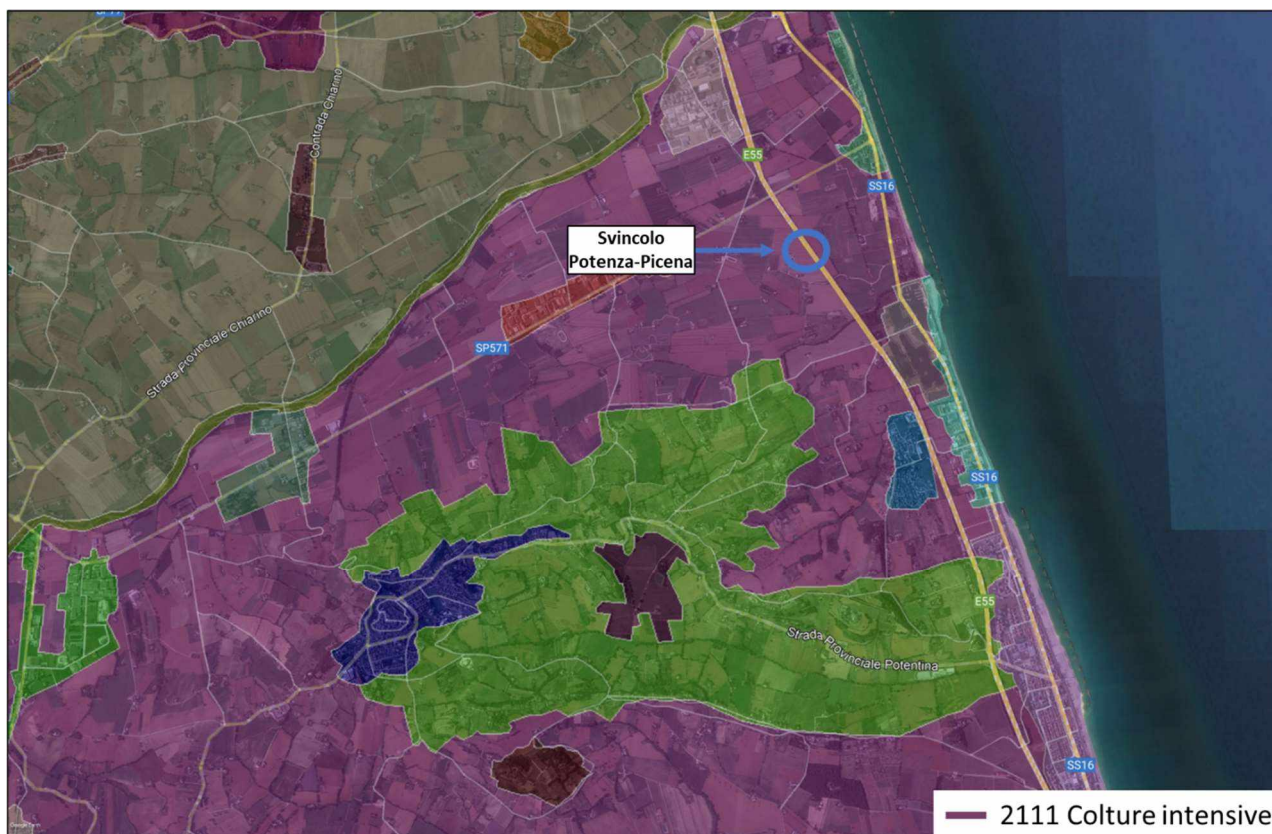 Contrada Chiarino
E55
SS16
Svincolo
Potenza-Picena
Strada Provinciale Chiarino
SP571
SS16
E55
Strada Provinciale Potentina
SS16
2111 Colture intensive